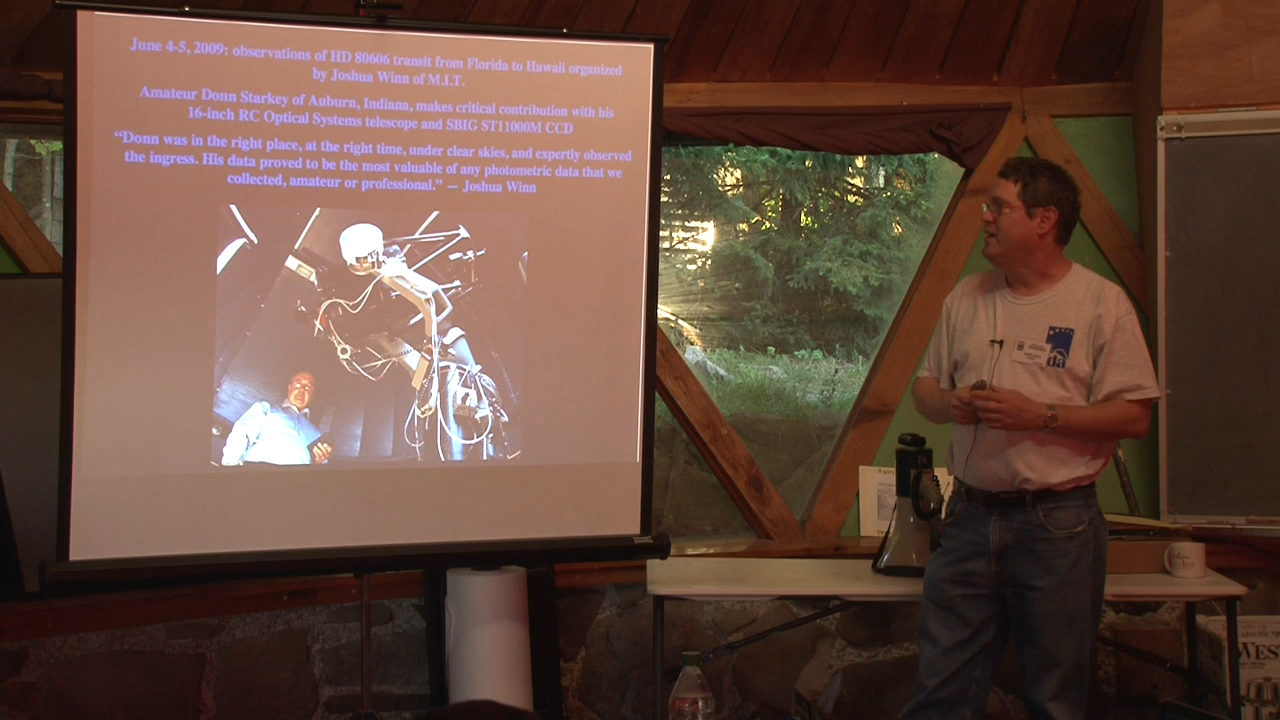 June 4-5, 2009: observations of HD 80606 transit from Florida to Hawaii organized
by Joshua Winn of M.I.T.
Amateur Donn Starkey of Auburn, Indiana, makes critical contribution with his
16-inch RC Optical Systems telescope and SBIG ST11000M CCD
“Donn was in the right place, at the right time, under clear skies, and expertly observed
the ingress. His data proved to be the most valuable of any photometric data that we
collected, amateur or professional.” — Joshua Winn
WES